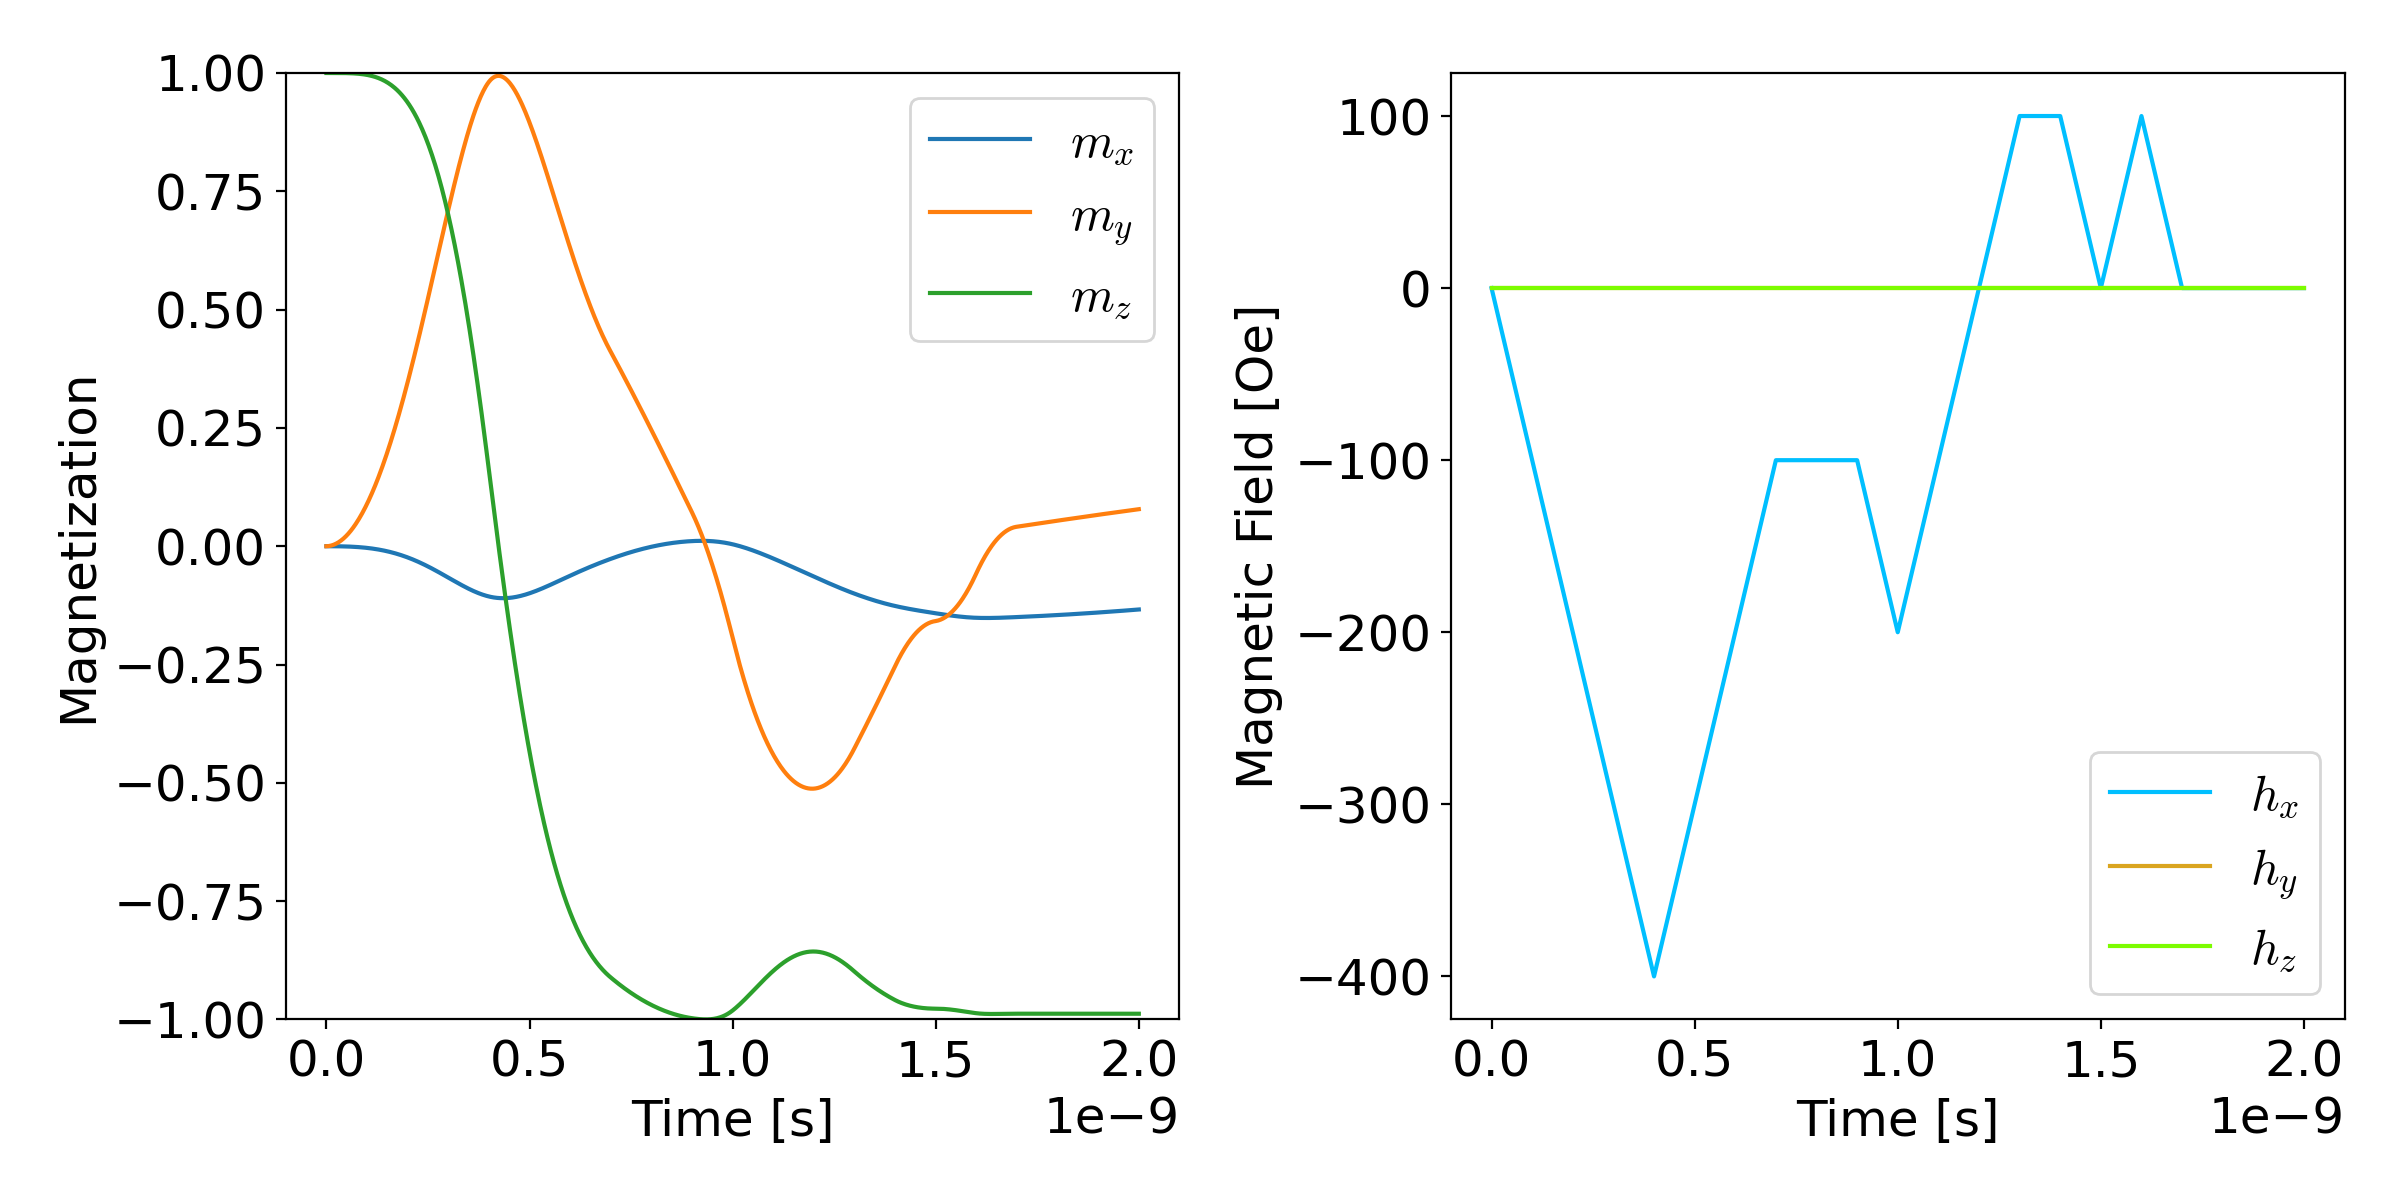 Magnetization
1.00
0.75
0.50
0.25
0.00
−0.25
−0.50
−0.75
−1.00
0.0 0.5 1.0 1.5 2.0
Time [s]
1e−9
m_x
m_y
m_z
Magnetic Field [Oe]
100
0
−100
−200
−300
−400
0.0 0.5 1.0 1.5 2.0
Time [s]
1e−9
h_x
h_y
h_z